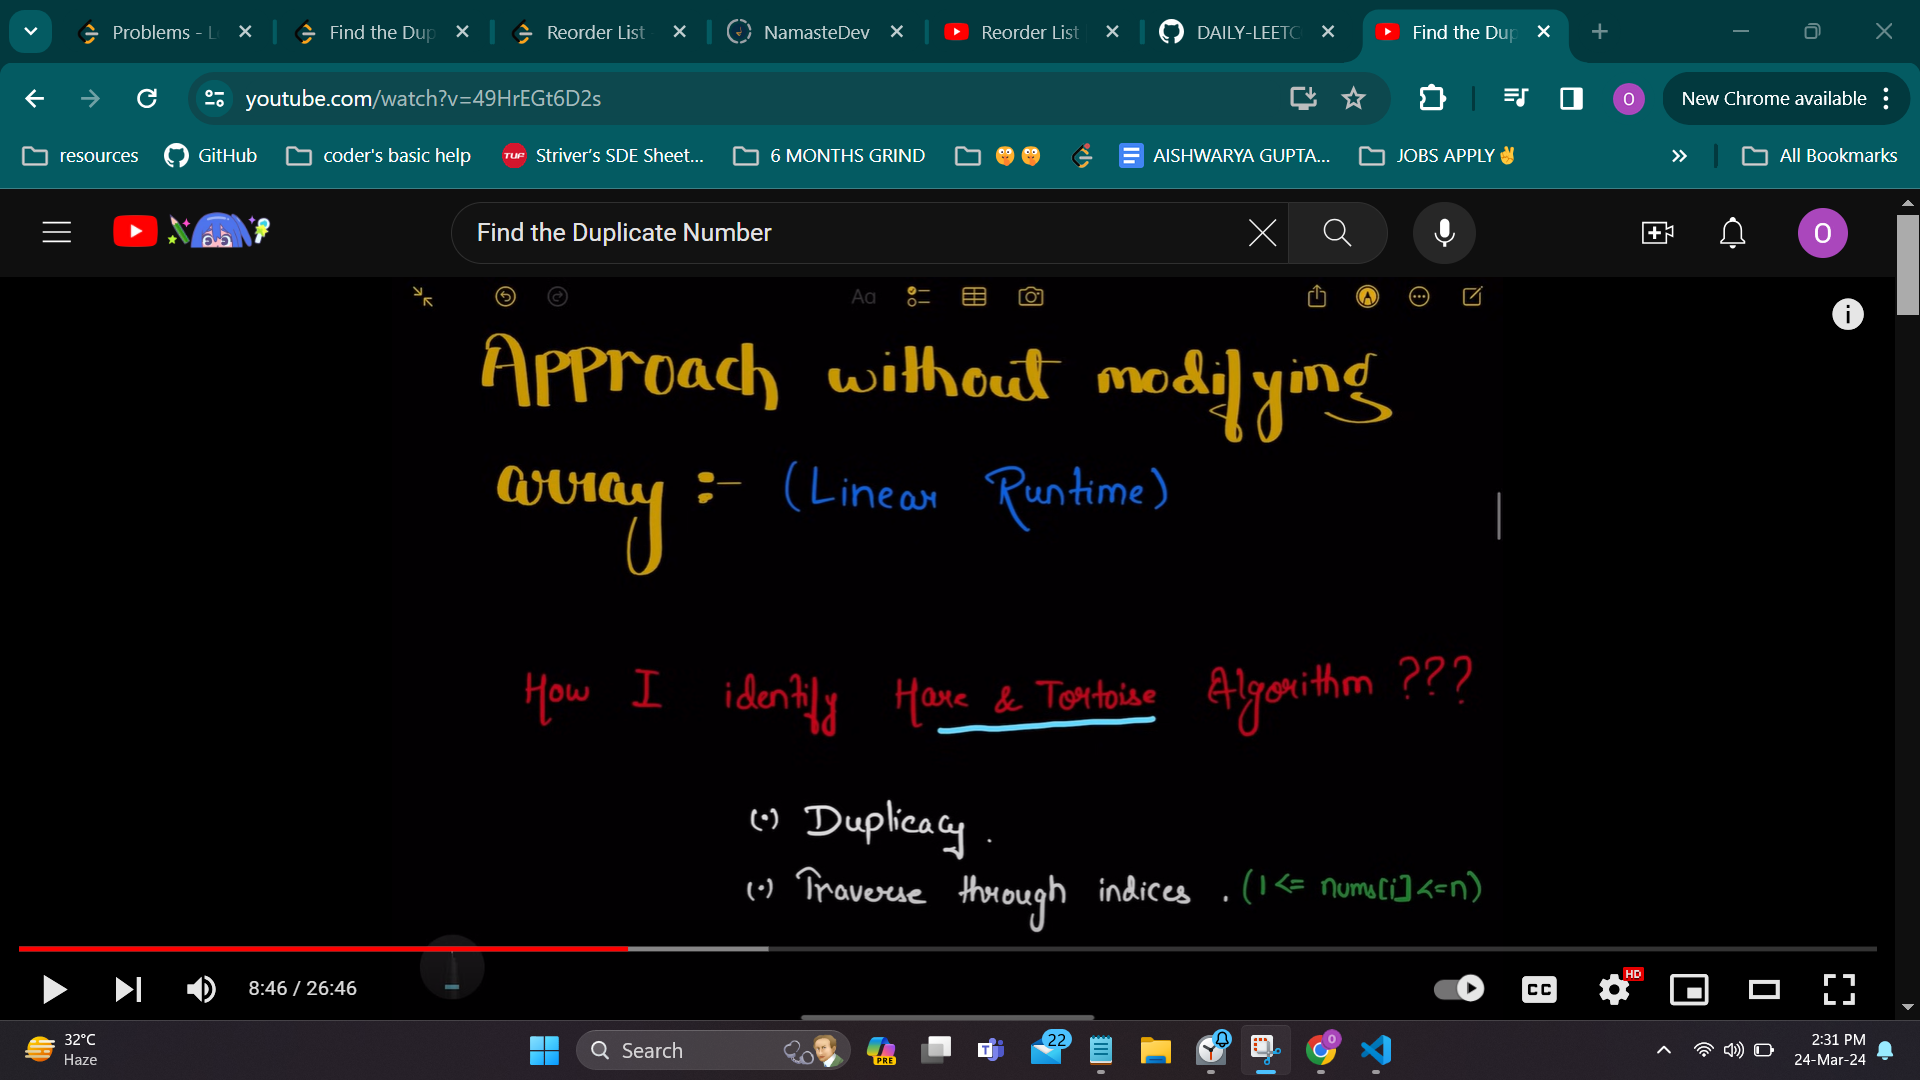 Problems - L
Find the Dup
Reorder List
NamasteDev
Reorder List
DAILY-LEETC
Find the Dup
youtube.com/watch?v=49HrEGt6D2s
O
New Chrome available
resources
GitHub
coder's basic help
TUF
Striver's SDE Sheet...
6 MONTHS GRIND
AISHWARYA GUPTA...
JOBS APPLY✌
»
All Bookmarks
Find the Duplicate Number
O
Aa
Approach without modifying
array :- (Linear Runtime)
How I identify Hare & Tortoise Algorithm ???
(•) Duplicacy.
(•) Traverse through indices . (1 <= nums[i] <= n)
8:46 / 26:46
CC
HD
32°C
Haze
Search
PRE
22
2:31 PM
24-Mar-24